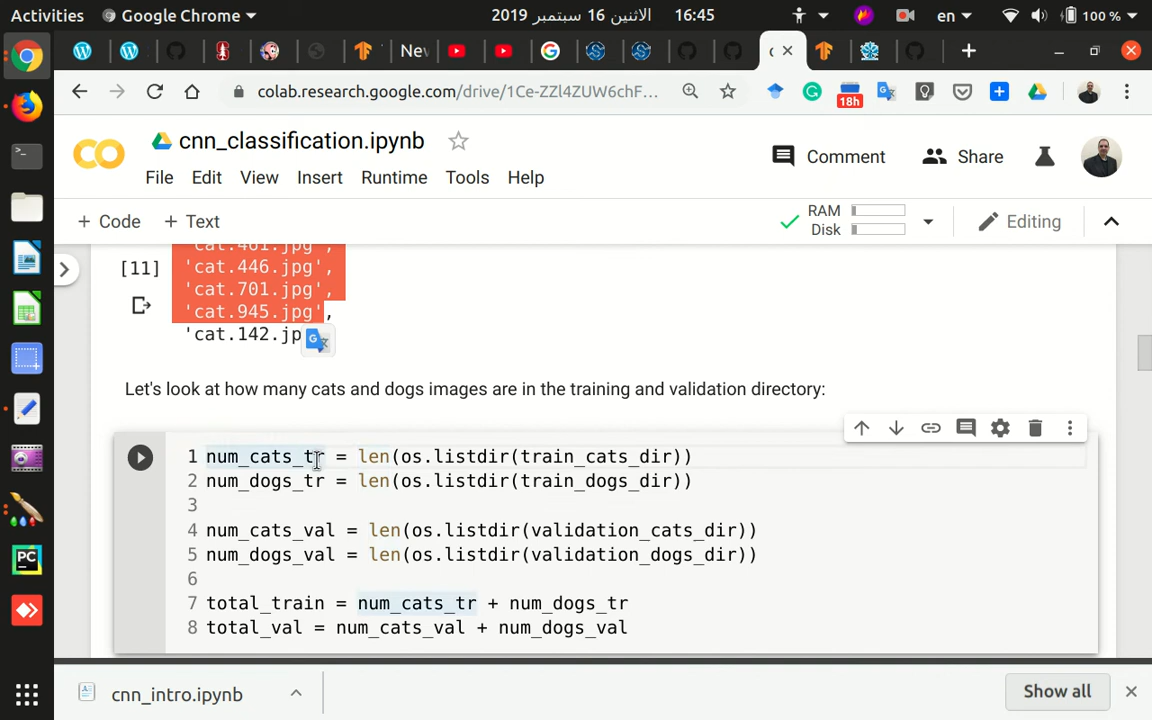 Activities Google Chrome ▾ الاثنين 16 سبتمبر 2019 16:45 en ▾ 100 % ▾
Nev
colab.research.google.com/drive/1Ce-ZZl4ZUW6chF... 18h
cnn_classification.ipynb
Comment Share
File Edit View Insert Runtime Tools Help
+ Code + Text RAM Disk Editing
'cat.461.jpg',
[11] 'cat.446.jpg',
'cat.701.jpg',
'cat.945.jpg',
'cat.142.jp
Let's look at how many cats and dogs images are in the training and validation directory:
1 num_cats_tr = len(os.listdir(train_cats_dir))
2 num_dogs_tr = len(os.listdir(train_dogs_dir))
3
4 num_cats_val = len(os.listdir(validation_cats_dir))
5 num_dogs_val = len(os.listdir(validation_dogs_dir))
6
7 total_train = num_cats_tr + num_dogs_tr
8 total_val = num_cats_val + num_dogs_val
cnn_intro.ipynb Show all
PC